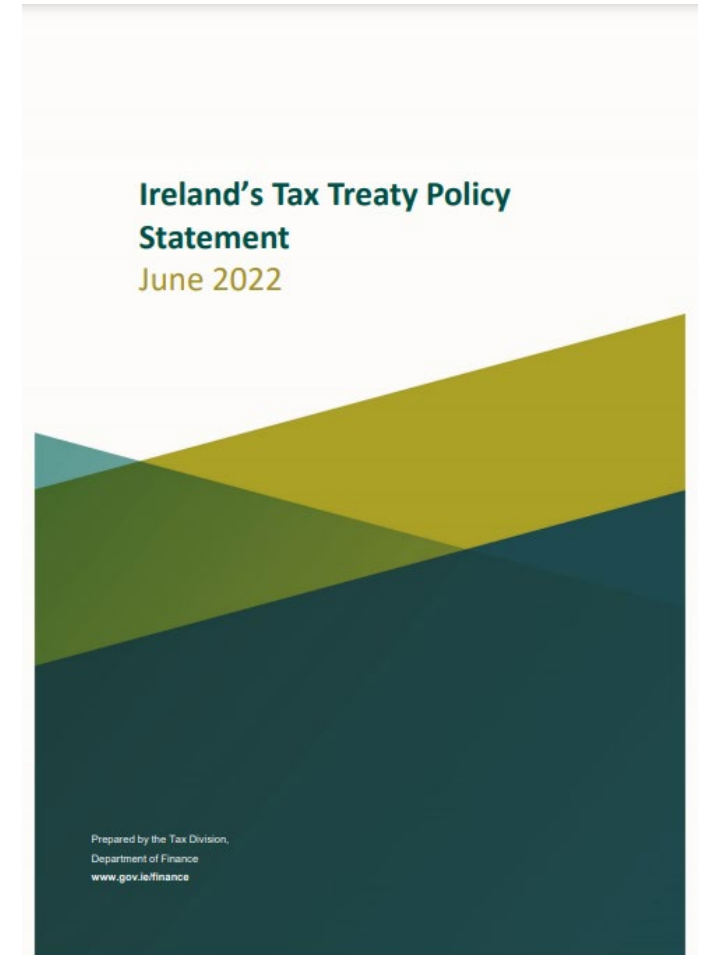 Ireland’s Tax Treaty Policy
Statement
June 2022
Prepared by the Tax Division,
Department of Finance
www.gov.ie/finance